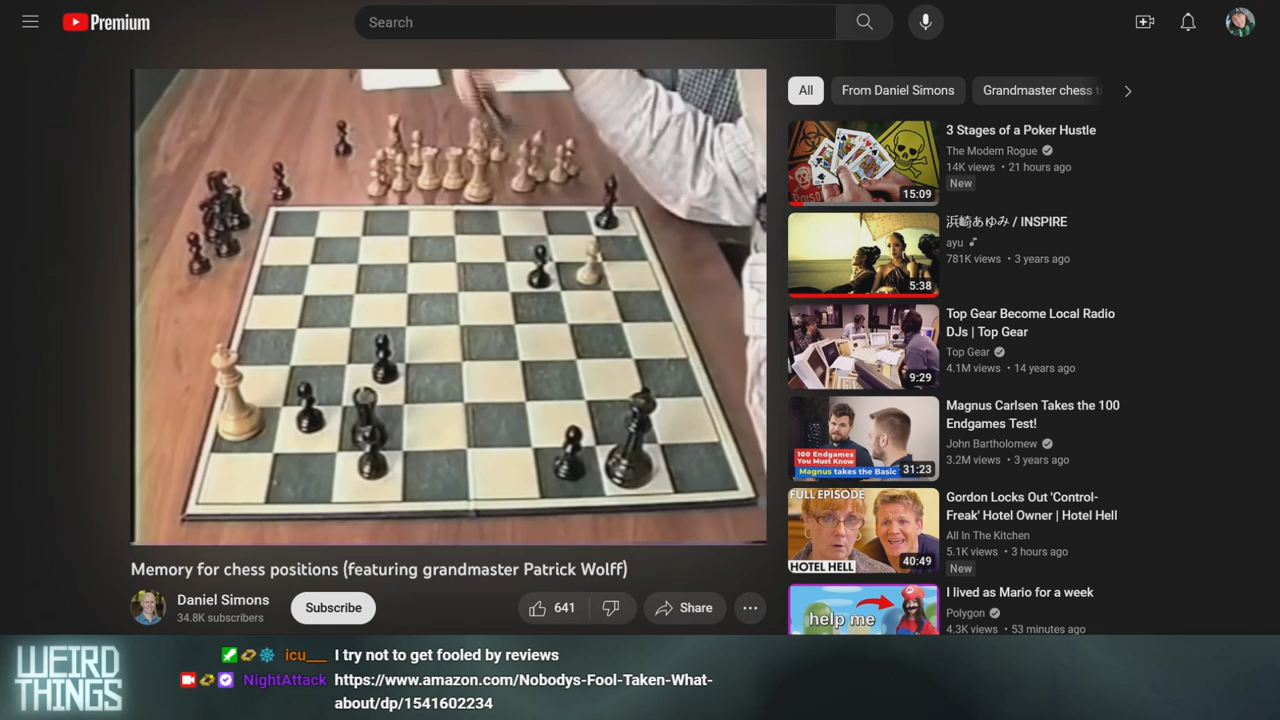 Premium
Search
All
From Daniel Simons
Grandmaster chess t
3 Stages of a Poker Hustle
The Modern Rogue
14K views • 21 hours ago
New
15:09
浜崎あゆみ / INSPIRE
ayu
781K views • 3 years ago
5:38
Top Gear Become Local Radio
DJs | Top Gear
Top Gear
4.1M views • 14 years ago
9:29
Magnus Carlsen Takes the 100
Endgames Test!
John Bartholomew
3.2M views • 3 years ago
100 Endgames
You Must Know
Magnus takes the Basic
31:23
FULL EPISODE
HOTEL HELL
40:49
Gordon Locks Out 'Control-
Freak' Hotel Owner | Hotel Hell
All In The Kitchen
5.1K views • 3 hours ago
New
help me
I lived as Mario for a week
Polygon
4.3K views • 53 minutes ago
Memory for chess positions (featuring grandmaster Patrick Wolff)
Daniel Simons
34.8K subscribers
Subscribe
641
Share
WEIRD
THINGS
icu___ I try not to get fooled by reviews
NightAttack https://www.amazon.com/Nobodys-Fool-Taken-What-
about/dp/1541602234